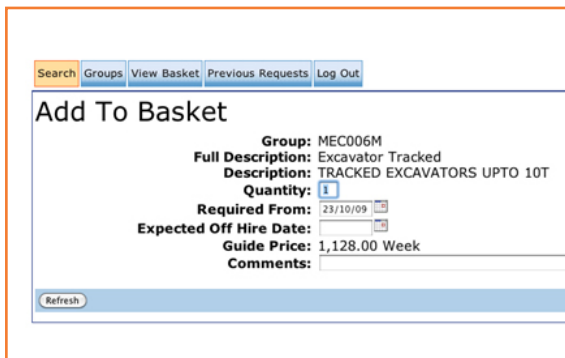 Search Groups View Basket Previous Requests Log Out
Add To Basket
Group: MEC006M
Full Description: Excavator Tracked
Description: TRACKED EXCAVATORS UPTO 10T
Quantity: 1
Required From: 23/10/09
Expected Off Hire Date:
Guide Price: 1,128.00 Week
Comments:
Refresh